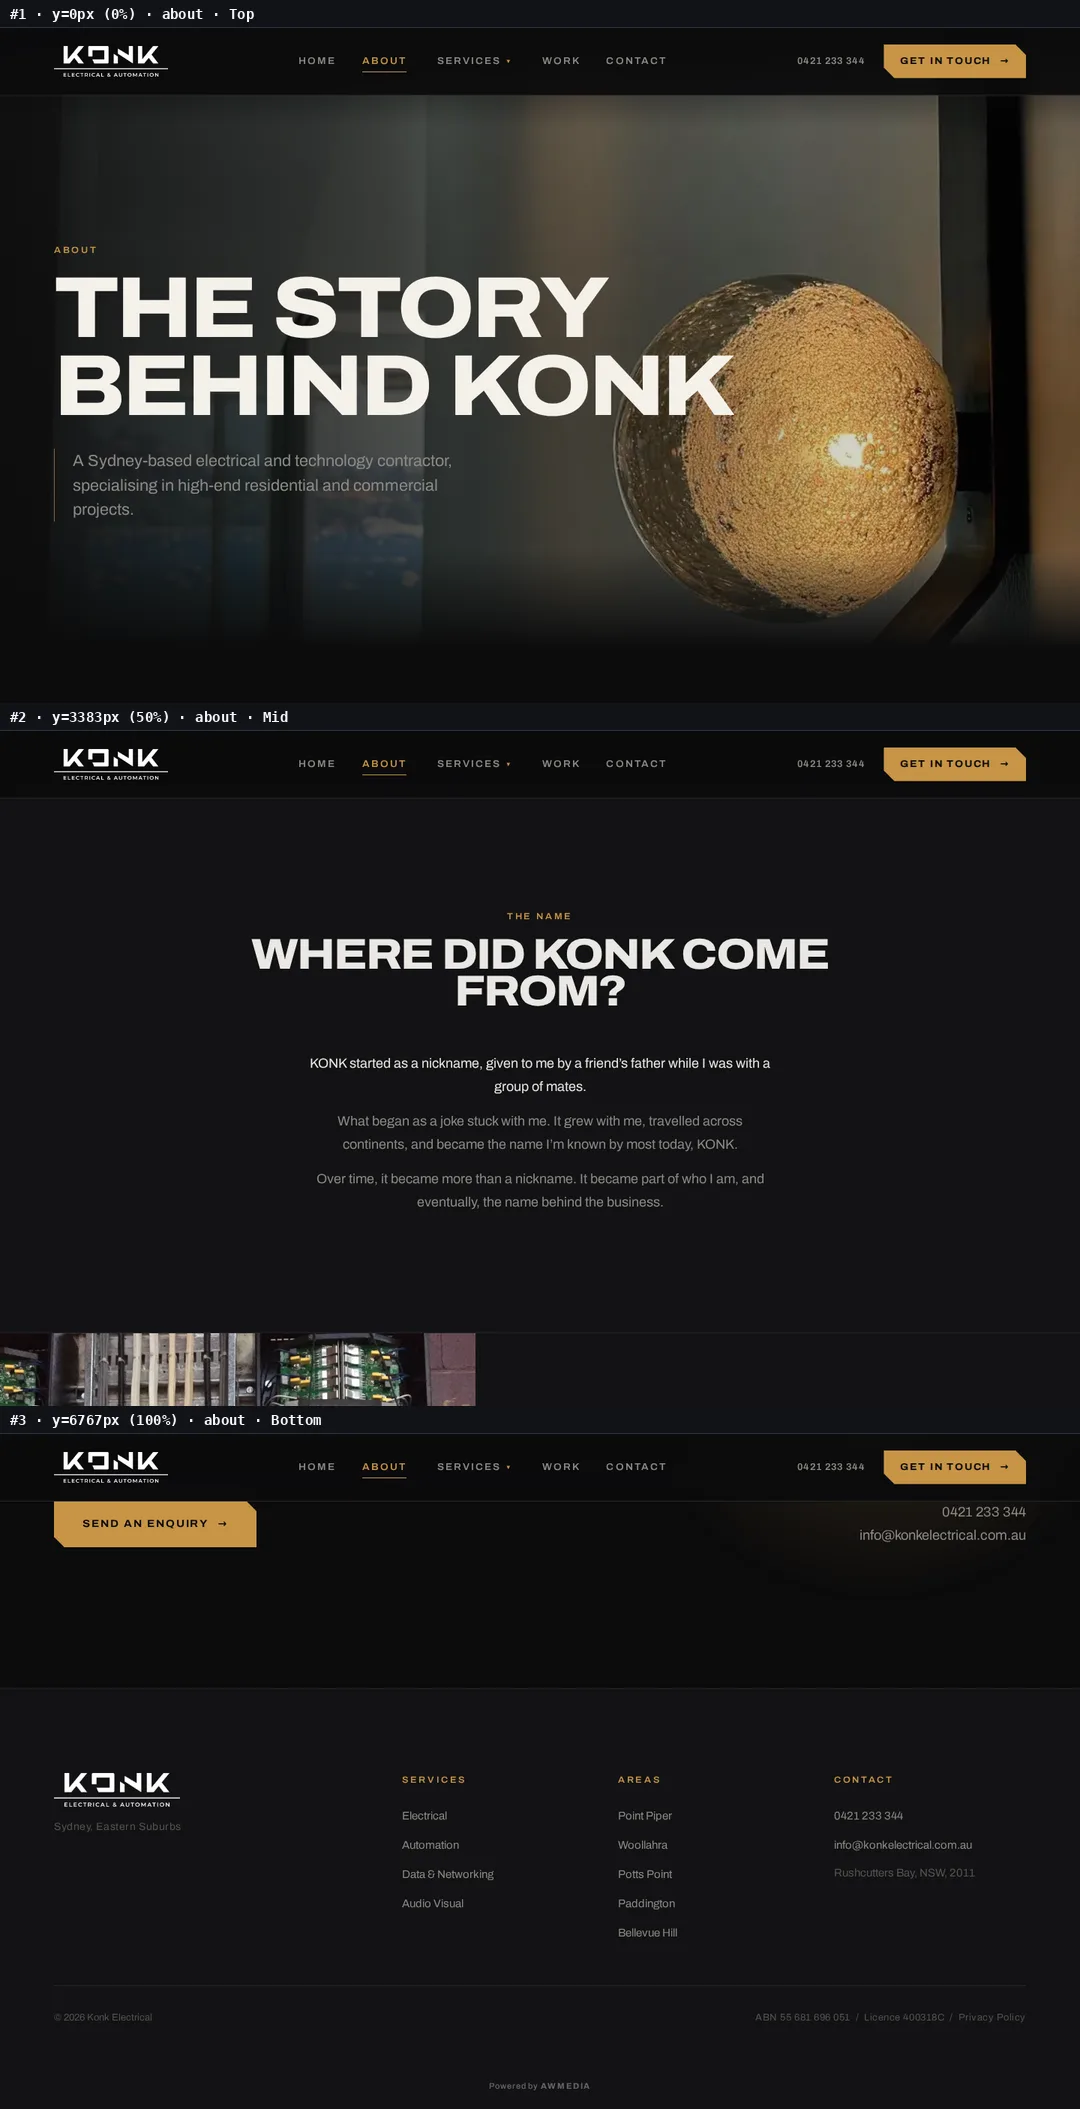 #1 · y=0px (0%) · about · Top
KONK
ELECTRICAL & AUTOMATION
HOME ABOUT SERVICES ▾ WORK CONTACT 0421 233 344 GET IN TOUCH →
ABOUT
THE STORY
BEHIND KONK
A Sydney-based electrical and technology contractor,
specialising in high-end residential and commercial
projects.
#2 · y=3383px (50%) · about · Mid
KONK
ELECTRICAL & AUTOMATION
HOME ABOUT SERVICES ▾ WORK CONTACT 0421 233 344 GET IN TOUCH →
THE NAME
WHERE DID KONK COME
FROM?
KONK started as a nickname, given to me by a friend's father while I was with a
group of mates.
What began as a joke stuck with me. It grew with me, travelled across
continents, and became the name I'm known by most today, KONK.
Over time, it became more than a nickname. It became part of who I am, and
eventually, the name behind the business.
#3 · y=6767px (100%) · about · Bottom
KONK
ELECTRICAL & AUTOMATION
HOME ABOUT SERVICES ▾ WORK CONTACT 0421 233 344 GET IN TOUCH →
SEND AN ENQUIRY →
0421 233 344
info@konkelectrical.com.au
KONK
ELECTRICAL & AUTOMATION
Sydney, Eastern Suburbs
SERVICES
Electrical
Automation
Data & Networking
Audio Visual
AREAS
Point Piper
Woollahra
Potts Point
Paddington
Bellevue Hill
CONTACT
0421 233 344
info@konkelectrical.com.au
Rushcutters Bay, NSW, 2011
© 2026 Konk Electrical
ABN 55 681 696 051 / Licence 400318C / Privacy Policy
Powered by AWMEDIA